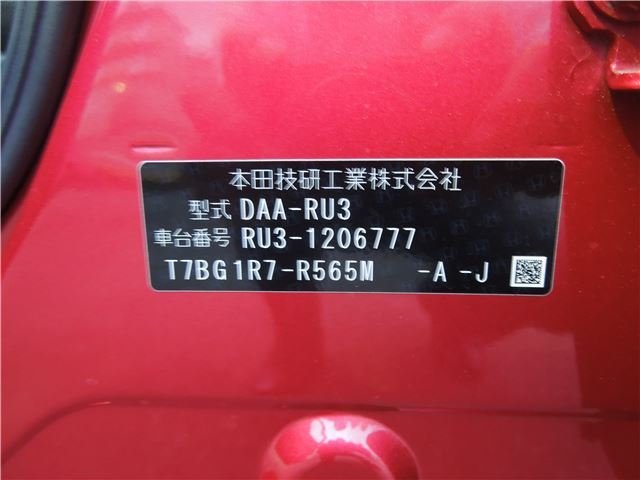 本田技研工業株式会社
型式 DAA-RU3
車台番号 RU3-1206777
T7BG1R7-R565M -A -J